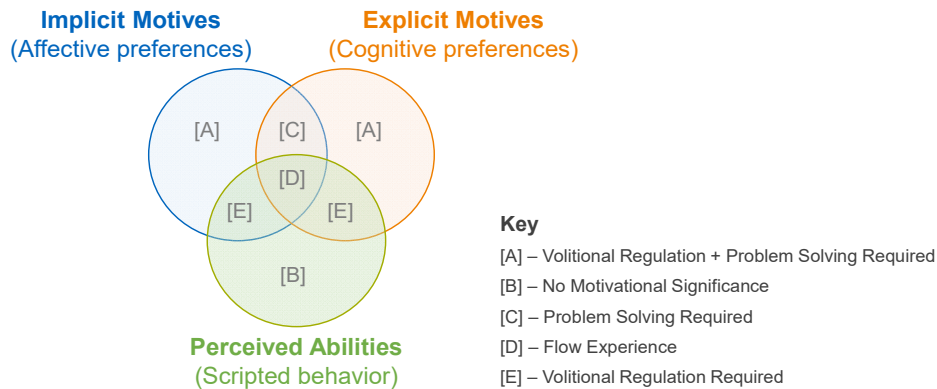 Implicit Motives
(Affective preferences)
Explicit Motives
(Cognitive preferences)
[A]
[C]
[A]
[D]
[E]
[E]
[B]
Perceived Abilities
(Scripted behavior)
Key
[A] – Volitional Regulation + Problem Solving Required
[B] – No Motivational Significance
[C] – Problem Solving Required
[D] – Flow Experience
[E] – Volitional Regulation Required